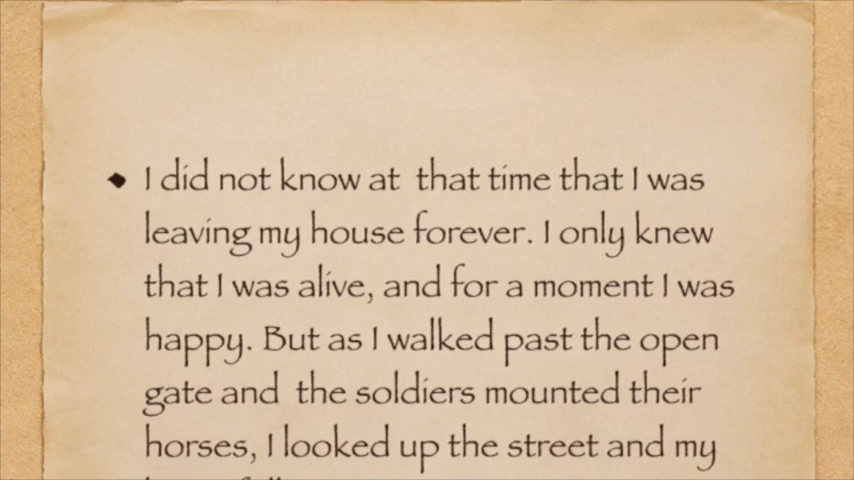 I did not know at that time that I was
leaving my house forever. I only knew
that I was alive, and for a moment I was
happy. But as I walked past the open
gate and the soldiers mounted their
horses, I looked up the street and my